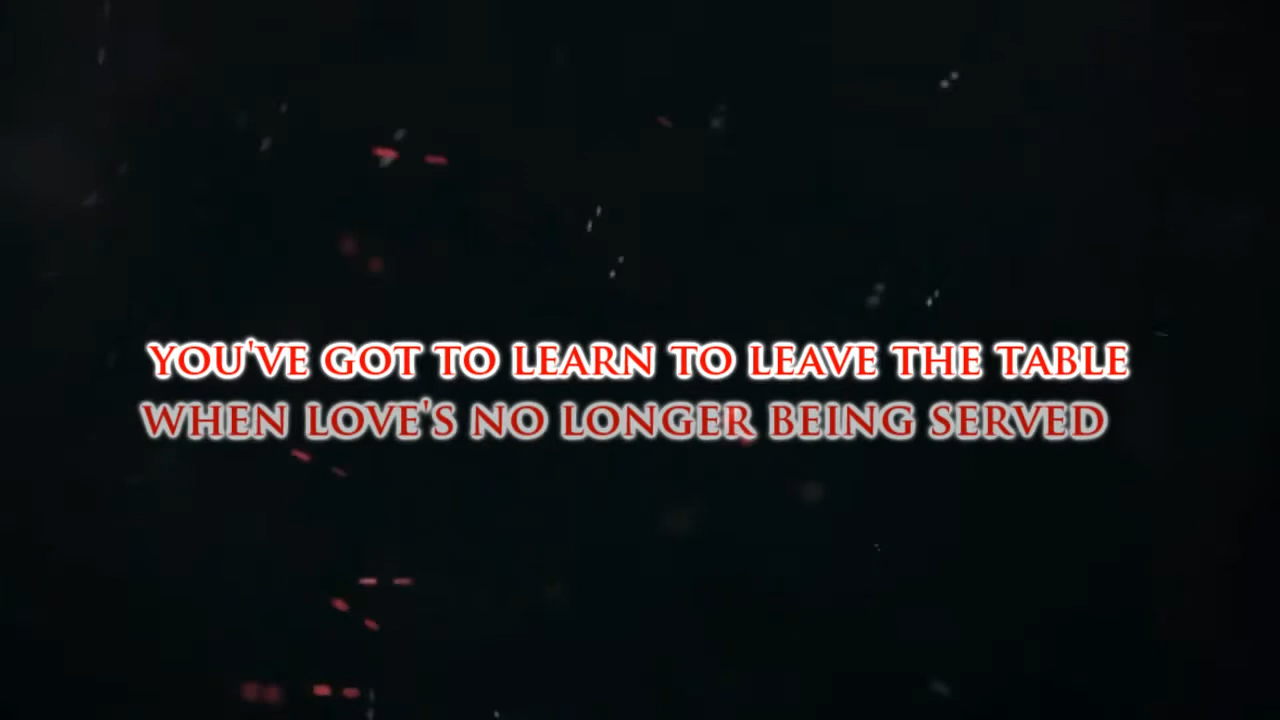 YOU'VE GOT TO LEARN TO LEAVE THE TABLE
WHEN LOVE'S NO LONGER BEING SERVED